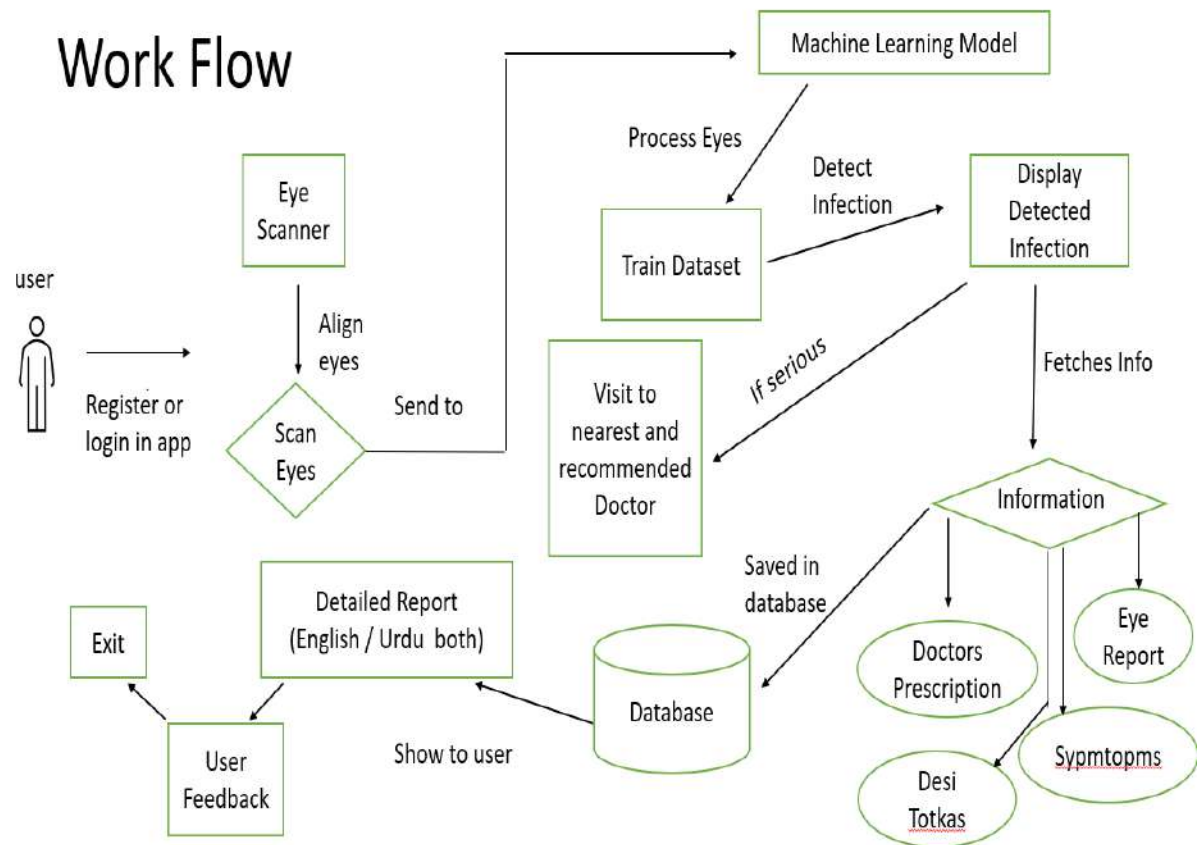 Work Flow
Machine Learning Model
Process Eyes
Eye
Scanner
Detect
Infection
Display
Detected
Infection
Train Dataset
user
Align
eyes
Register or
login in app
Scan
Eyes
Send to
Visit to
nearest and
recommended
Doctor
If serious
Fetches Info
Information
Saved in
database
Detailed Report
(English / Urdu both)
Exit
Database
Doctors
Prescription
Eye
Report
User
Feedback
Show to user
Desi
Totkas
Sypmtopms